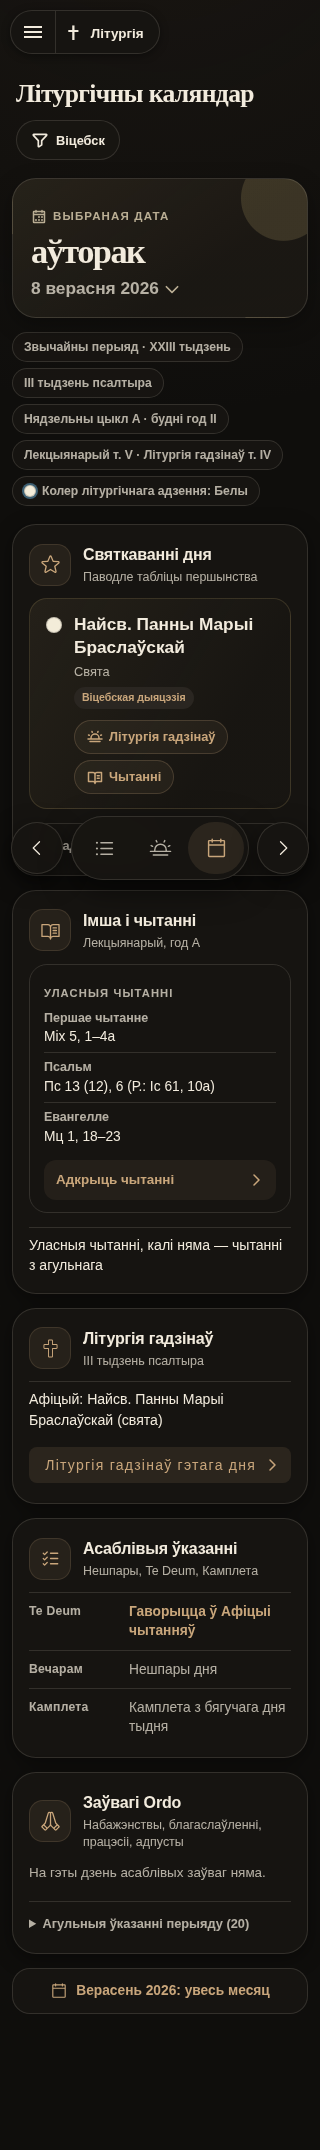 Літургія
Літургічны каляндар
Віцебск
ВЫБРАНАЯ ДАТА
аўторак
8 верасня 2026
Звычайны перыяд · XXIII тыдзень
III тыдзень псалтыра
Нядзельны цыкл A · будні год II
Лекцыянарый т. V · Літургія гадзінаў т. IV
Колер літургічнага адзення: Белы
Святкаванні дня
Паводле табліцы першынства
Найсв. Панны Марыі
Браслаўскай
Свята
Віцебская дыяцэзія
Літургія гадзінаў
Чытанні
Імша і чытанні
Лекцыянарый, год A
УЛАСНЫЯ ЧЫТАННІ
Першае чытанне
Міх 5, 1–4а
Псальм
Пс 13 (12), 6 (Р.: Іс 61, 10а)
Евангелле
Мц 1, 18–23
Адкрыць чытанні
Уласныя чытанні, калі няма — чытанні
з агульнага
Літургія гадзінаў
III тыдзень псалтыра
Афіцый: Найсв. Панны Марыі
Браслаўскай (свята)
Літургія гадзінаў гэтага дня
Асаблівыя ўказанні
Нешпары, Te Deum, Камплета
Te Deum
Гаворыцца ў Афіцыі
чытанняў
Вечарам
Нешпары дня
Камплета
Камплета з бягучага дня
тыдня
Заўвагі Ordo
Набажэнствы, благаслаўленні,
працэсіі, адпусты
На гэты дзень асаблівых заўваг няма.
Агульныя ўказанні перыяду (20)
Верасень 2026: увесь месяц